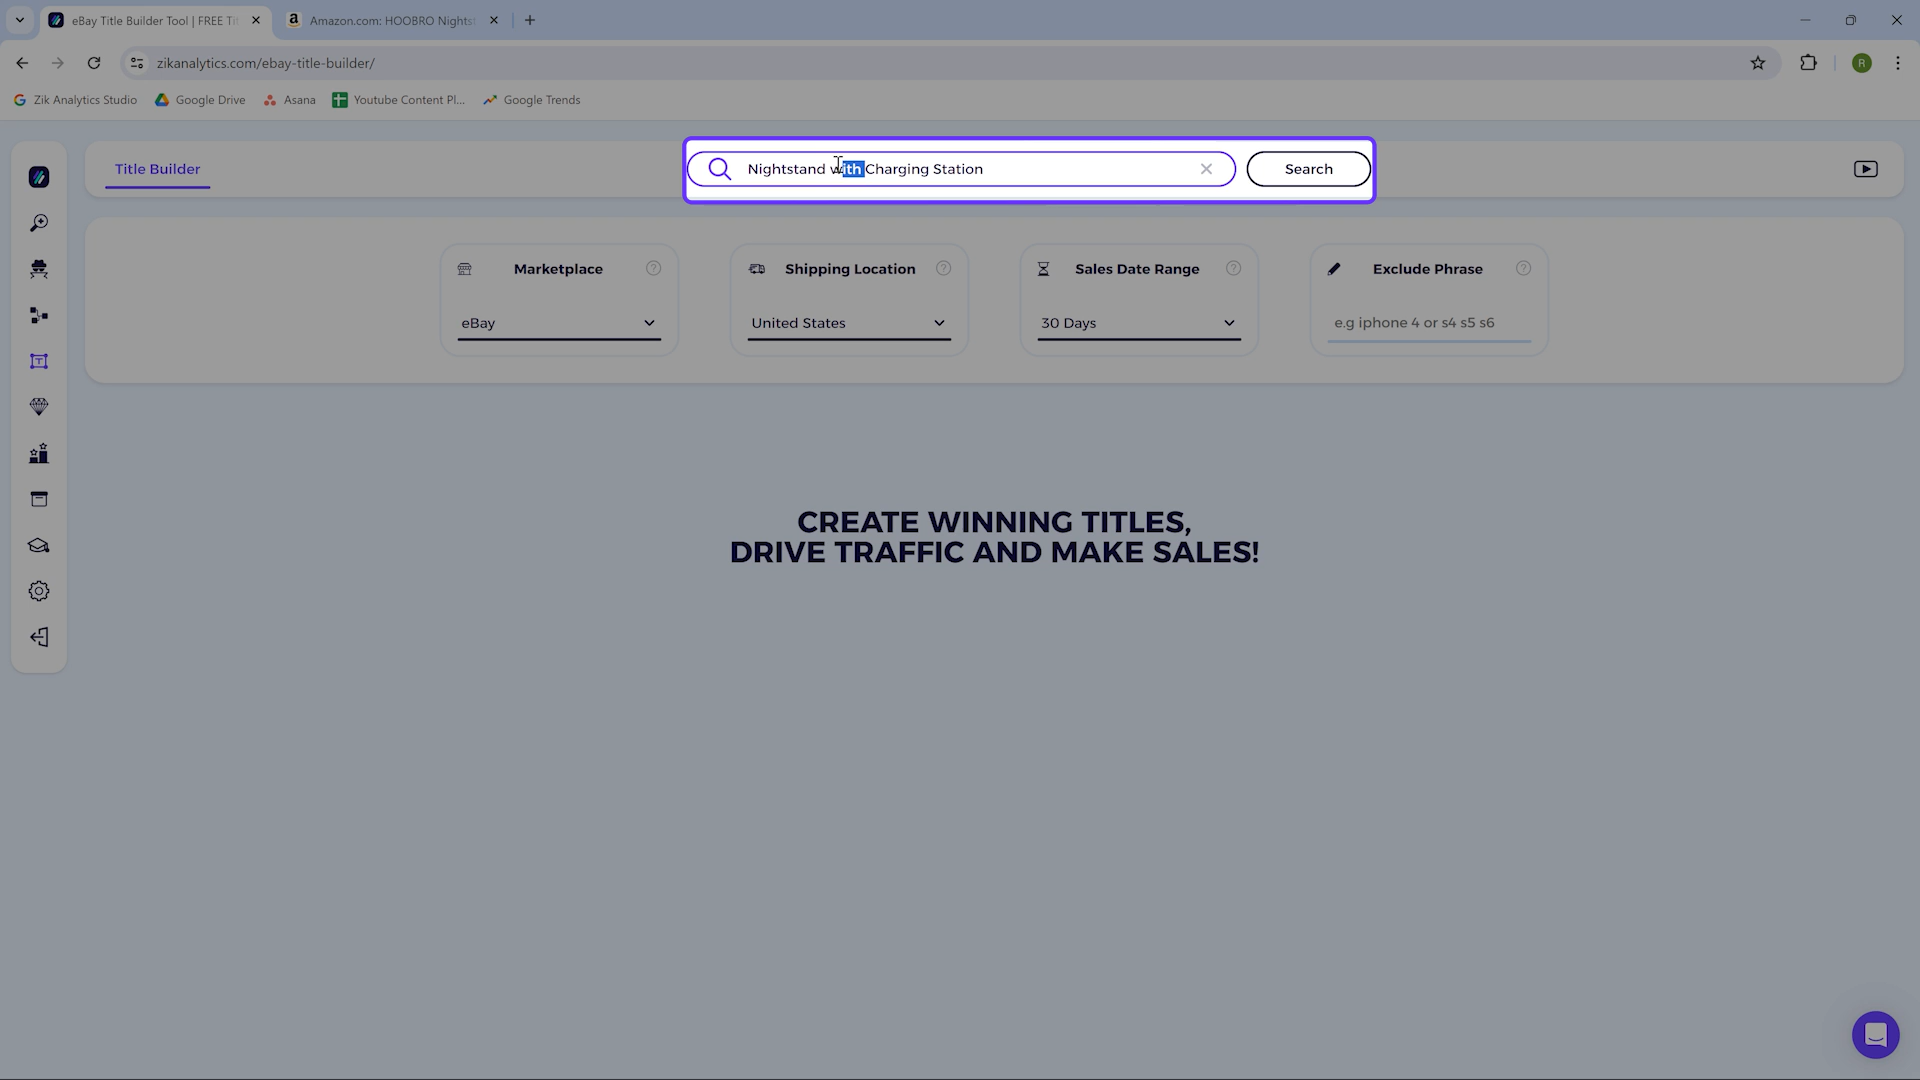 eBay Title Builder Tool | FREE Ti
Amazon.com: HOOBRO Nights
zikanalytics.com/ebay-title-builder/
R
Zik Analytics Studio
Google Drive
Asana
Youtube Content Pl...
Google Trends
Title Builder
Nightstand with Charging Station
Search
Marketplace
Shipping Location
Sales Date Range
Exclude Phrase
eBay
United States
30 Days
e.g iphone 4 or s4 s5 s6
CREATE WINNING TITLES,
DRIVE TRAFFIC AND MAKE SALES!